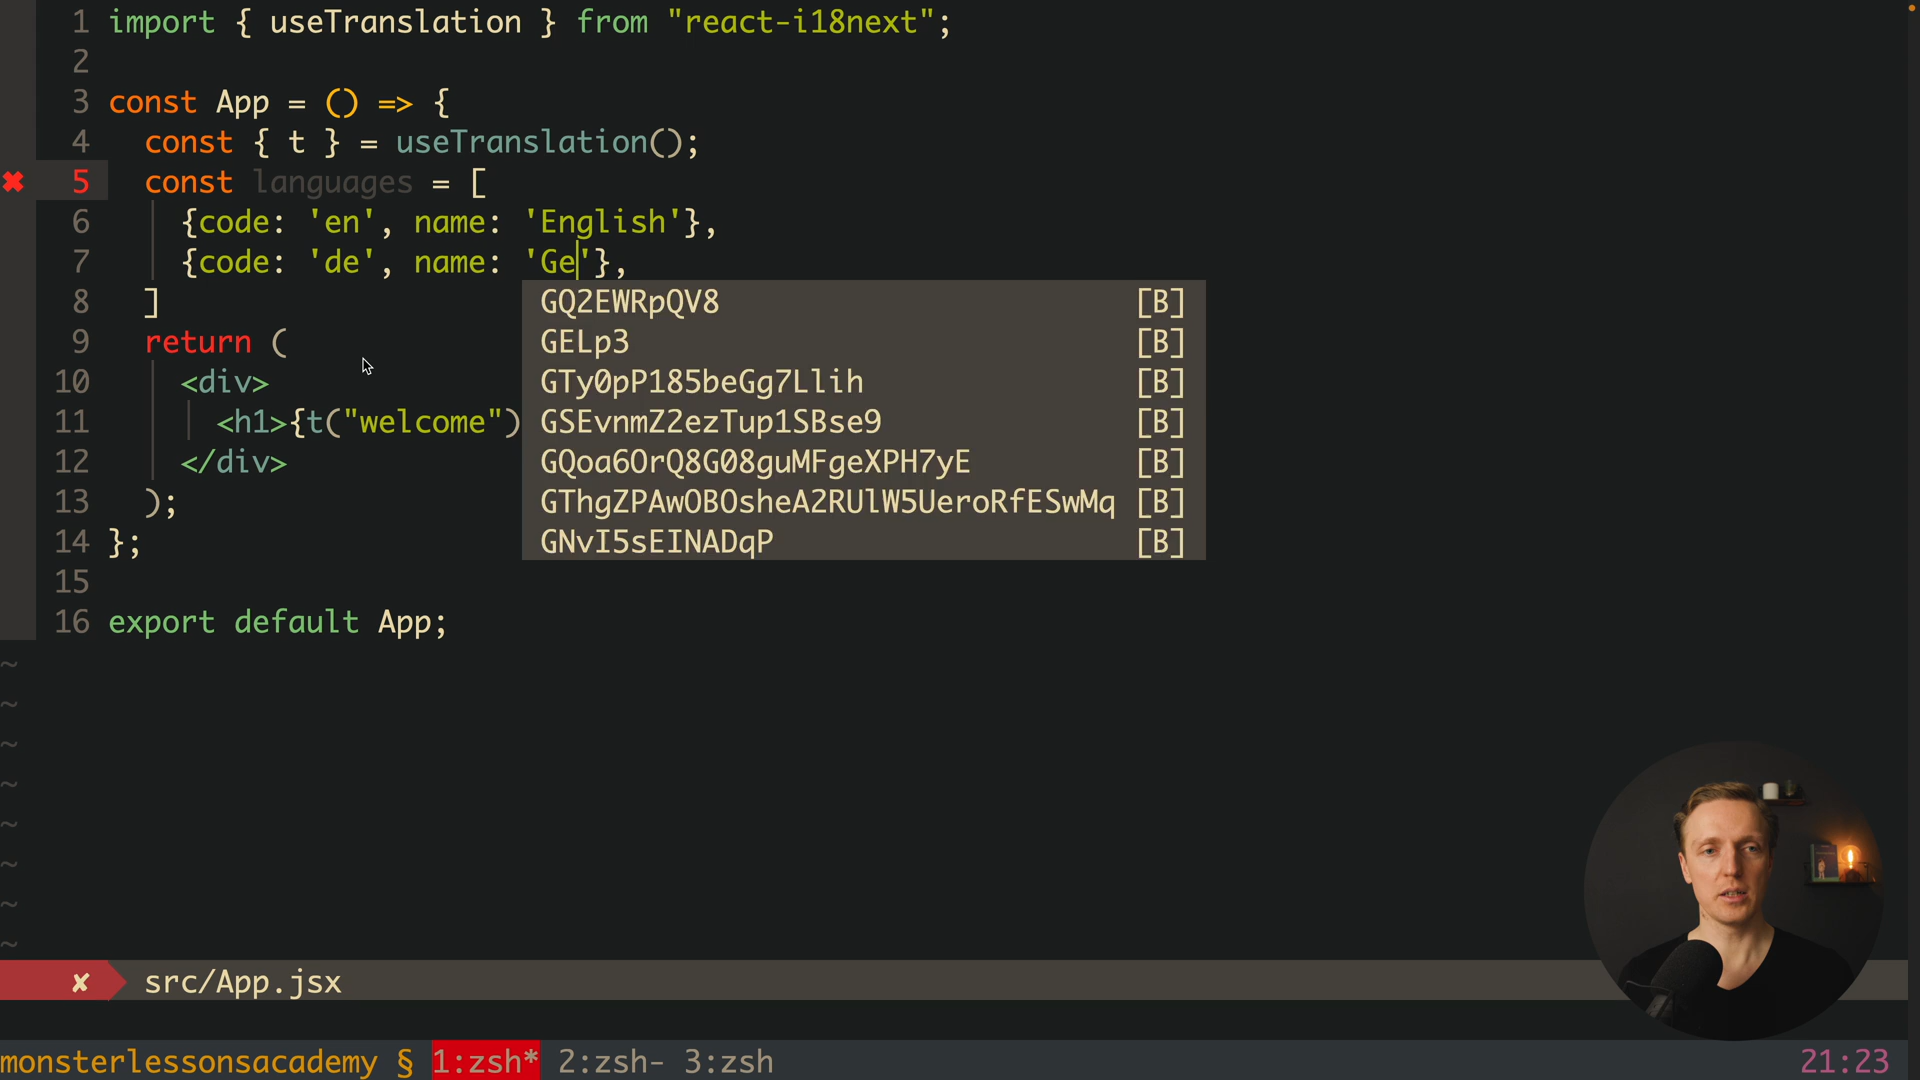 1 import { useTranslation } from "react-i18next";
2
3 const App = () => {
4 const { t } = useTranslation();
✖ 5 const languages = [
6 {code: 'en', name: 'English'},
7 {code: 'de', name: 'Ge'},
8 ]
9 return (
10 <div>
11 <h1>{t("welcome")
12 </div>
13 );
14 };
15
16 export default App;
GQ2EWRpQV8 [B]
GELp3 [B]
GTy0pP185beGg7Llih [B]
GSEvnmZ2ezTup1SBse9 [B]
GQoa6OrQ8G08guMFgeXPH7yE [B]
GThgZPAwOBOsheA2RUlW5UeroRfESwMq [B]
GNvI5sEINADqP [B]
~
~
~
~
~
~
~
~
✘ src/App.jsx
monsterlessonsacademy § 1:zsh* 2:zsh- 3:zsh 21:23